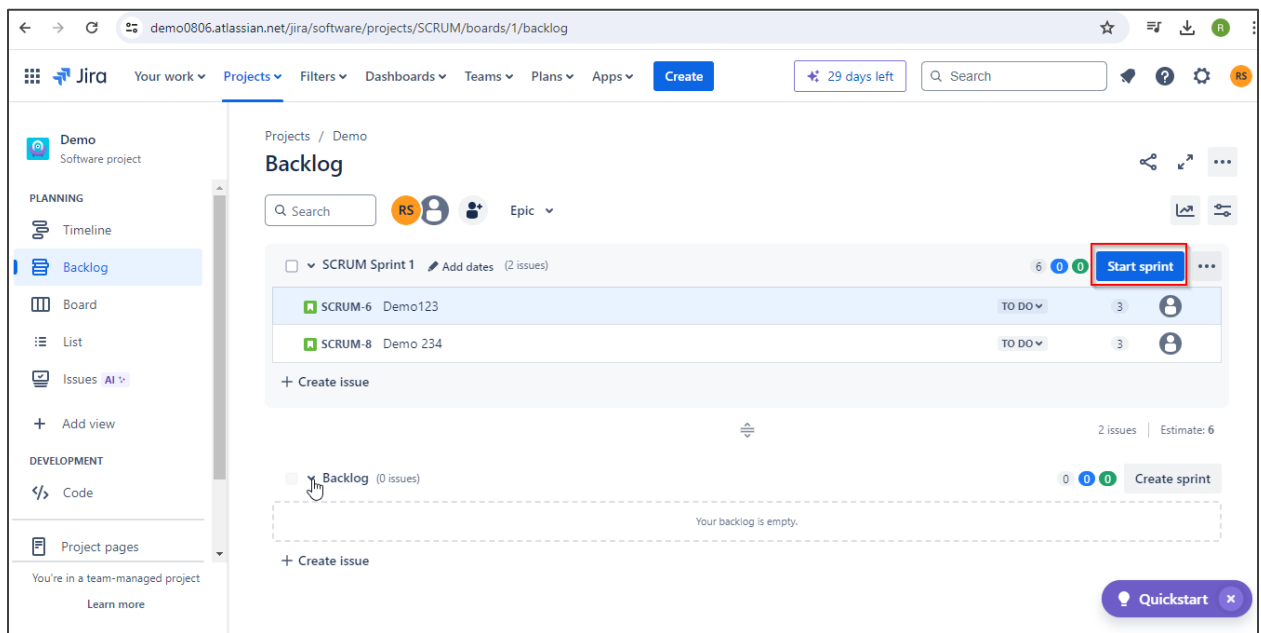 demo0806.atlassian.net/jira/software/projects/SCRUM/boards/1/backlog R
Jira Your work Projects Filters Dashboards Teams Plans Apps Create 29 days left Search RS
Demo
Software project
PLANNING
Timeline
Backlog
Board
List
Issues AI
Add view
DEVELOPMENT
Code
Project pages
You're in a team-managed project
Learn more
Projects / Demo
Backlog
Search RS Epic
SCRUM Sprint 1 Add dates (2 issues) 6 0 0 Start sprint
SCRUM-6 Demo123 TO DO 3
SCRUM-8 Demo 234 TO DO 3
+ Create issue
2 issues Estimate: 6
Backlog (0 issues) 0 0 0 Create sprint
Your backlog is empty.
+ Create issue
Quickstart